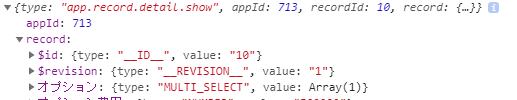 ▼ {type: "app.record.detail.show", appId: 713, recordId: 10, record: {…}} i
appId: 713
▼ record:
▶ $id: {type: "__ID__", value: "10"}
▶ $revision: {type: "__REVISION__", value: "1"}
▶ オプション: {type: "MULTI_SELECT", value: Array(1)}